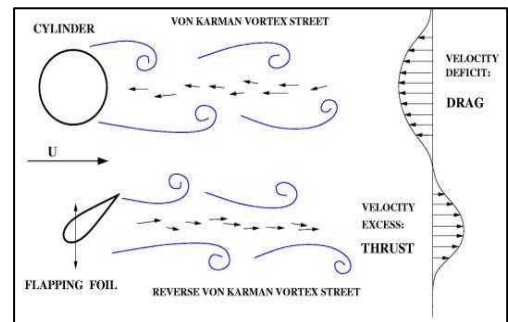 VON KARMAN VORTEX STREET
CYLINDER
VELOCITY
DEFICIT:
DRAG
U
VELOCITY
EXCESS:
THRUST
FLAPPING FOIL
REVERSE VON KARMAN VORTEX STREET